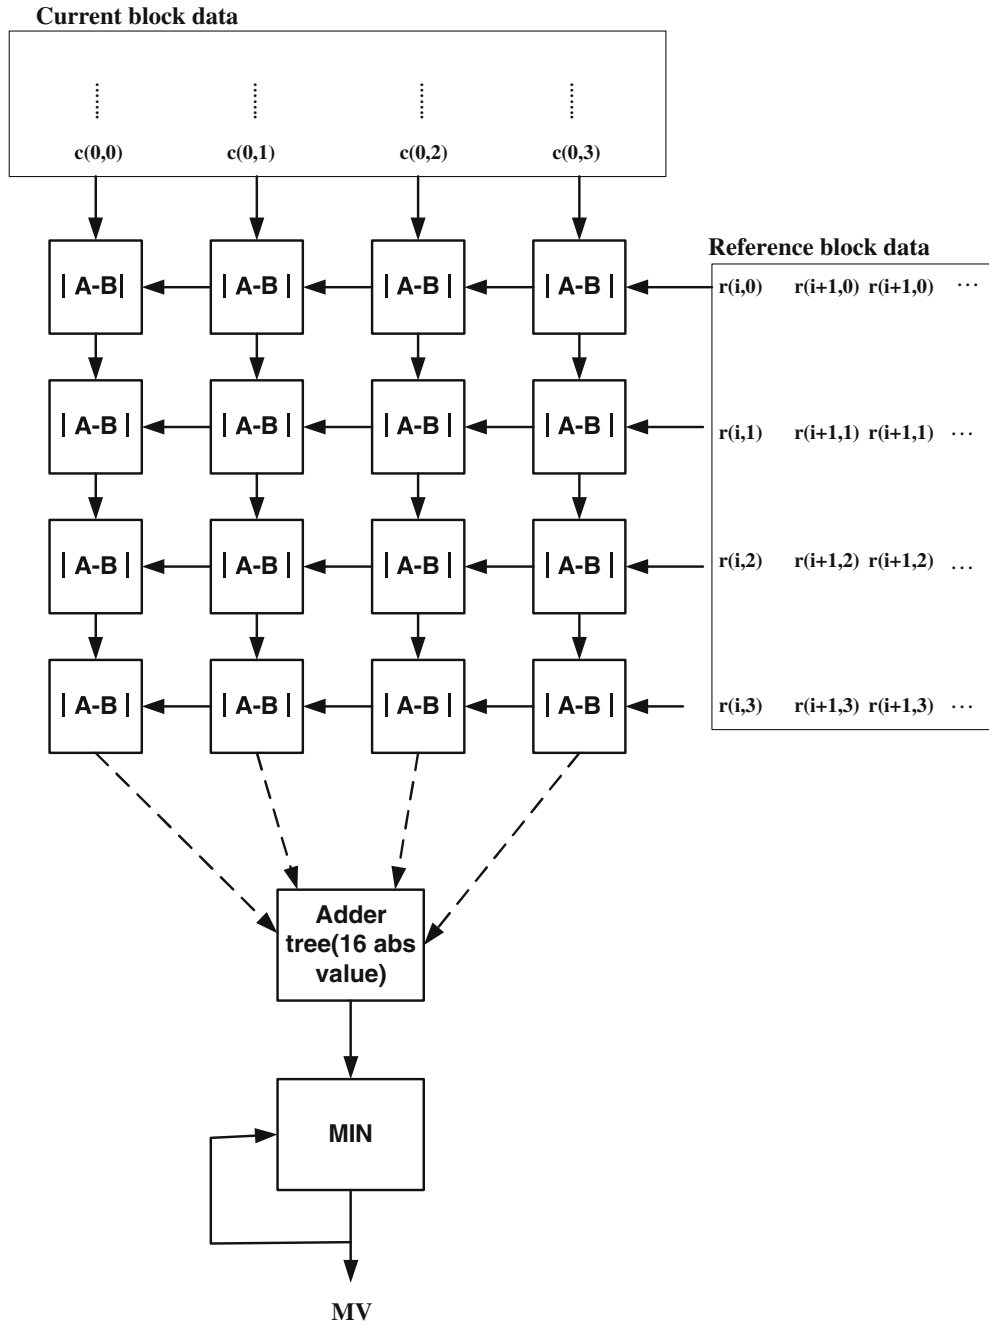 Current block data
c(0,0) c(0,1) c(0,2) c(0,3)
Reference block data
| A-B| | A-B | | A-B | | A-B | r(i,0) r(i+1,0) r(i+1,0) ...
| A-B | | A-B | | A-B | | A-B | r(i,1) r(i+1,1) r(i+1,1) ...
| A-B | | A-B | | A-B | | A-B | r(i,2) r(i+1,2) r(i+1,2) ...
| A-B | | A-B | | A-B | | A-B | r(i,3) r(i+1,3) r(i+1,3) ...
Adder
tree(16 abs
value)
MIN
MV